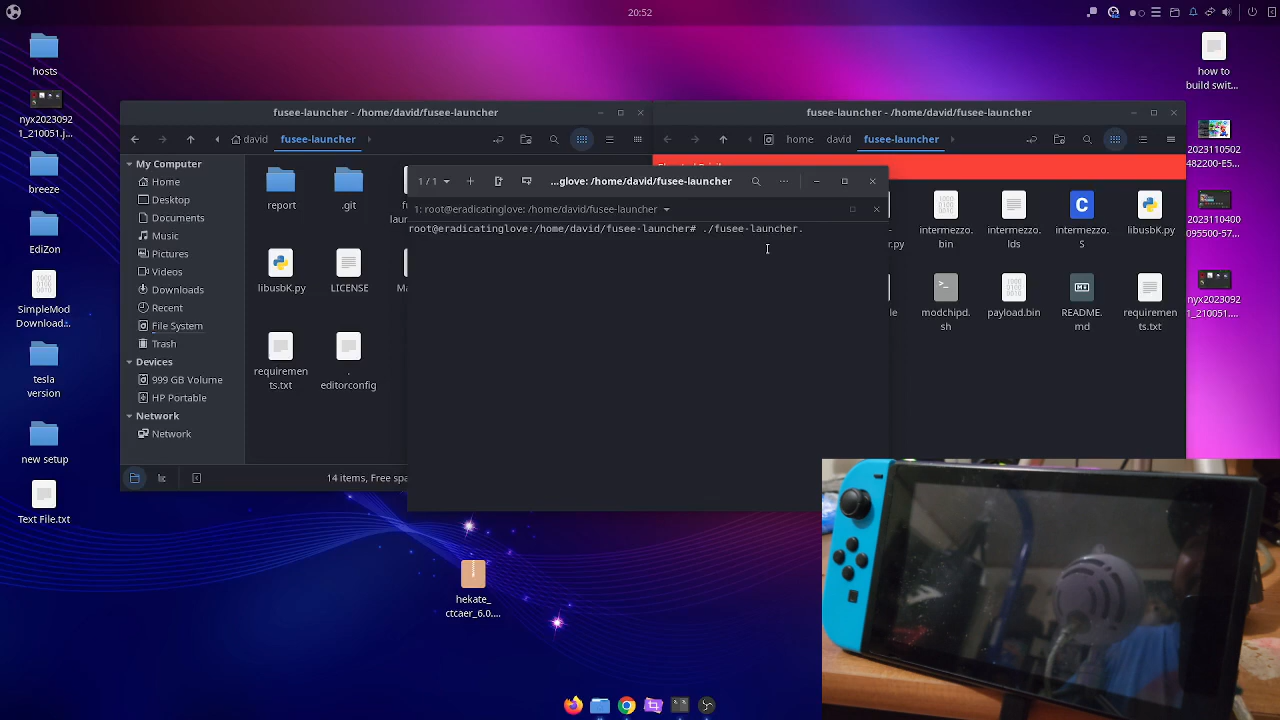 20:52
hosts
nyx2023092
1_210051.j...
breeze
EdiZon
SimpleMod
Download...
tesla
version
new setup
Text File.txt
how to
build swit...
2023110502
482200-E5...
2023110400
095500-57...
nyx2023092
1_210051....
hekate_
ctcaer_6.0....
fusee-launcher - /home/david/fusee-launcher
david
fusee-launcher
My Computer
Home
Desktop
Documents
Music
Pictures
Videos
Downloads
Recent
File System
Trash
Devices
999 GB Volume
HP Portable
Network
Network
report
.git
libusbK.py
LICENSE
requiremen
ts.txt
.
editorconfig
14 items, Free spa
fusee-launcher - /home/david/fusee-launcher
home
david
fusee-launcher
intermezzo.
bin
intermezzo.
lds
intermezzo.
S
libusbK.py
modchipd.
sh
payload.bin
README.
md
requiremen
ts.txt
1 / 1
...glove: /home/david/fusee-launcher
1: root@eradicatinglove: /home/david/fusee-launcher
root@eradicatinglove:/home/david/fusee-launcher# ./fusee-launcher.